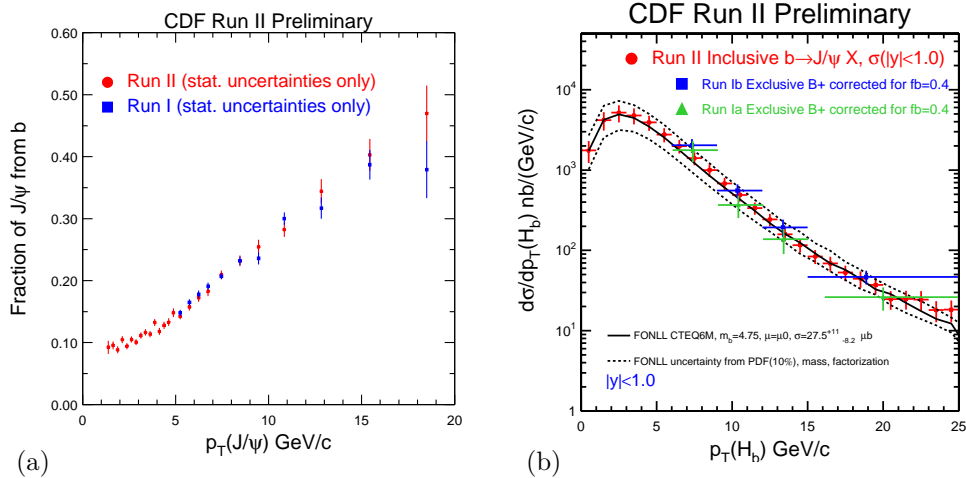 CDF Run II Preliminary
0.60
0.50
0.40
0.30
0.20
0.10
0.00
Fraction of J/ψ from b
Run II (stat. uncertainties only)
Run I (stat. uncertainties only)
0 5 10 15 20
p_T(J/ψ) GeV/c
(a)
CDF Run II Preliminary
10^4
10^3
10^2
10
1
dσ/dp_T(H_b) nb/(GeV/c)
Run II Inclusive b→J/ψ X, σ(|y|<1.0)
Run Ib Exclusive B+ corrected for fb=0.4
Run Ia Exclusive B+ corrected for fb=0.4
FONLL CTEQ6M, m_b=4.75, μ=μ0, σ=27.5^{+11}_{-8.2} μb
FONLL uncertainty from PDF(10%), mass, factorization
|y|<1.0
0 5 10 15 20 25
p_T(H_b) GeV/c
(b)